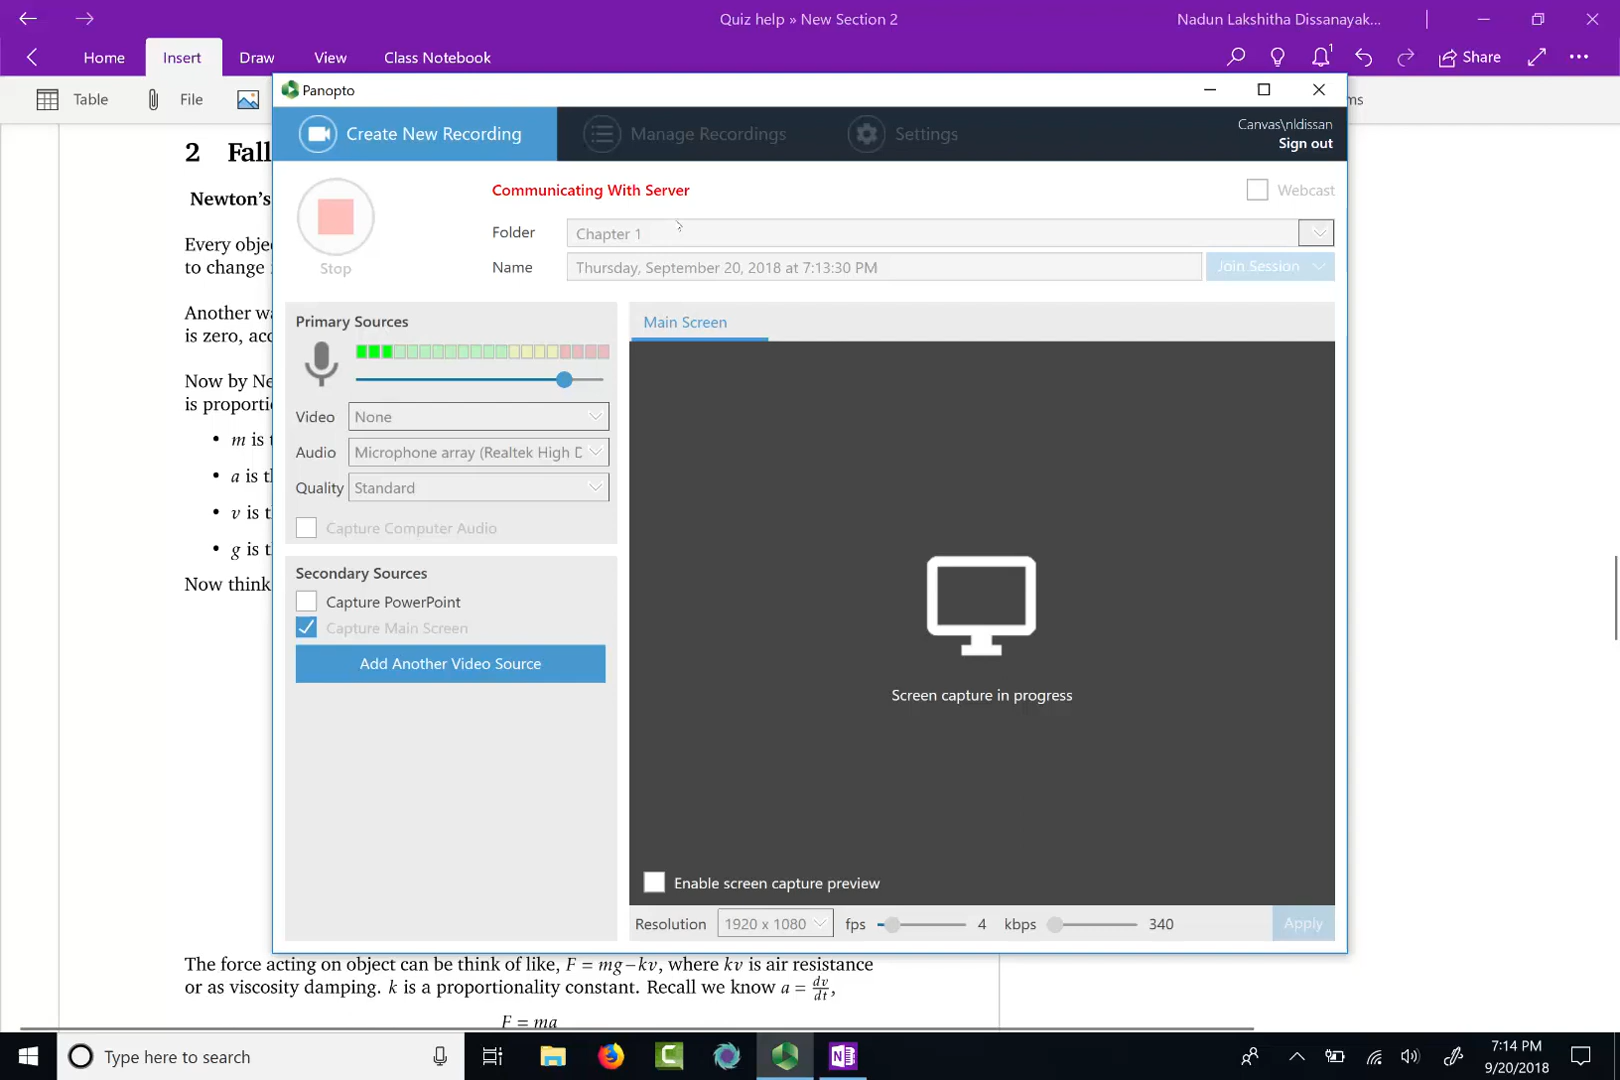 Quiz help » New Section 2
Nadun Lakshitha Dissanayak...
Home
Insert
Draw
View
Class Notebook
1
Share
Table
File
ms
Panopto
Create New Recording
Manage Recordings
Settings
Canvas\nldissan
Sign out
2 Fall
Newton's
Every obje
to change
Another wa
is zero, acc
Now by Ne
is proporti
• m is t
• a is th
• v is t
• g is t
Now think
Stop
Communicating With Server
Webcast
Folder
Chapter 1
Name
Thursday, September 20, 2018 at 7:13:30 PM
Join Session
Primary Sources
Video
None
Audio
Microphone array (Realtek High D
Quality
Standard
Capture Computer Audio
Secondary Sources
Capture PowerPoint
Capture Main Screen
Add Another Video Source
Main Screen
Screen capture in progress
Enable screen capture preview
Resolution
1920 x 1080
fps
4
kbps
340
Apply
The force acting on object can be think of like, F = mg−kv, where kv is air resistance
or as viscosity damping. k is a proportionality constant. Recall we know a = dv/dt,
F = ma
Type here to search
7:14 PM
9/20/2018